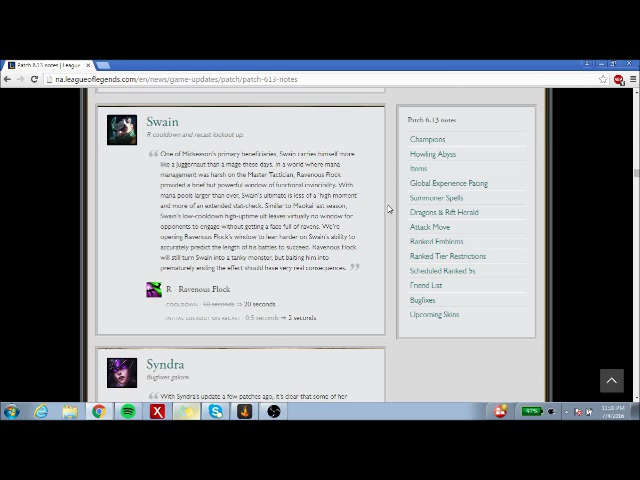 Patch 6.13 notes | League
na.leagueoflegends.com/en/news/game-updates/patch/patch-613-notes
Swain
R cooldown and recast lockout up.
One of Midseason's primary beneficiaries, Swain carries himself more
like a juggernaut than a mage these days. In a world where mana
management was harsh on the Master Tactician, Ravenous Flock
provided a brief but powerful window of functional invincibility. With
mana pools larger than ever, Swain's ultimate is less of a 'high moment'
and more of an extended stat-check. Similar to Maokai last season,
Swain's low-cooldown high-uptime ult leaves virtually no window for
opponents to engage without getting a face full of ravens. We're
opening Ravenous Flock's window to lean harder on Swain's ability to
accurately predict the length of his battles to succeed. Ravenous Flock
will still turn Swain into a tanky monster, but baiting him into
prematurely ending the effect should have very real consequences.
R - Ravenous Flock
COOLDOWN : 10 seconds ⇒ 20 seconds
INITIAL LOCKOUT ON RECAST : 0.5 seconds ⇒ 2 seconds
Syndra
Bugfixes galore.
With Syndra's update a few patches ago, it's clear that some of her
Patch 6.13 notes
Champions
Howling Abyss
Items
Global Experience Pacing
Summoner Spells
Dragons & Rift Herald
Attack Move
Ranked Emblems
Ranked Tier Restrictions
Scheduled Ranked 5s
Friend List
Bugfixes
Upcoming Skins
7/4/2016